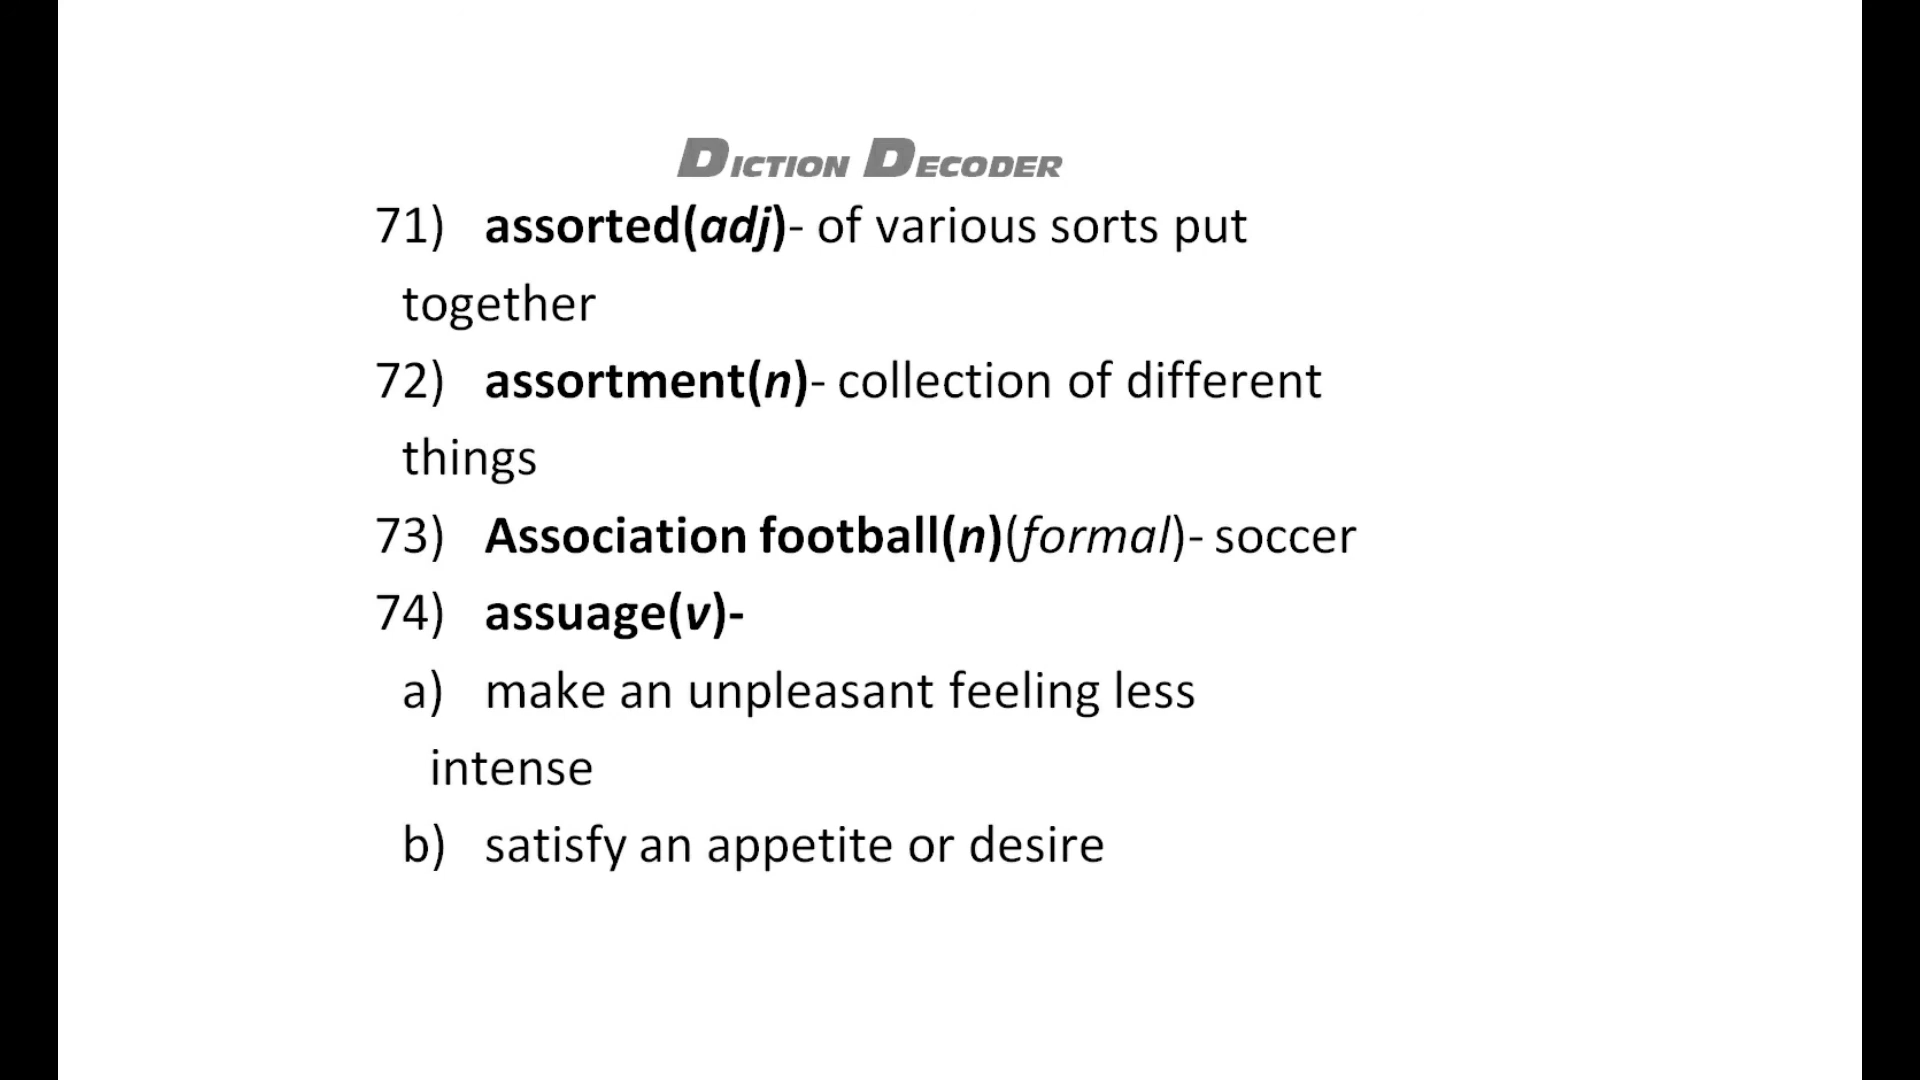 DICTION DECODER
71) assorted(adj)- of various sorts put
together
72) assortment(n)- collection of different
things
73) Association football(n)(formal)- soccer
74) assuage(v)-
a) make an unpleasant feeling less
intense
b) satisfy an appetite or desire